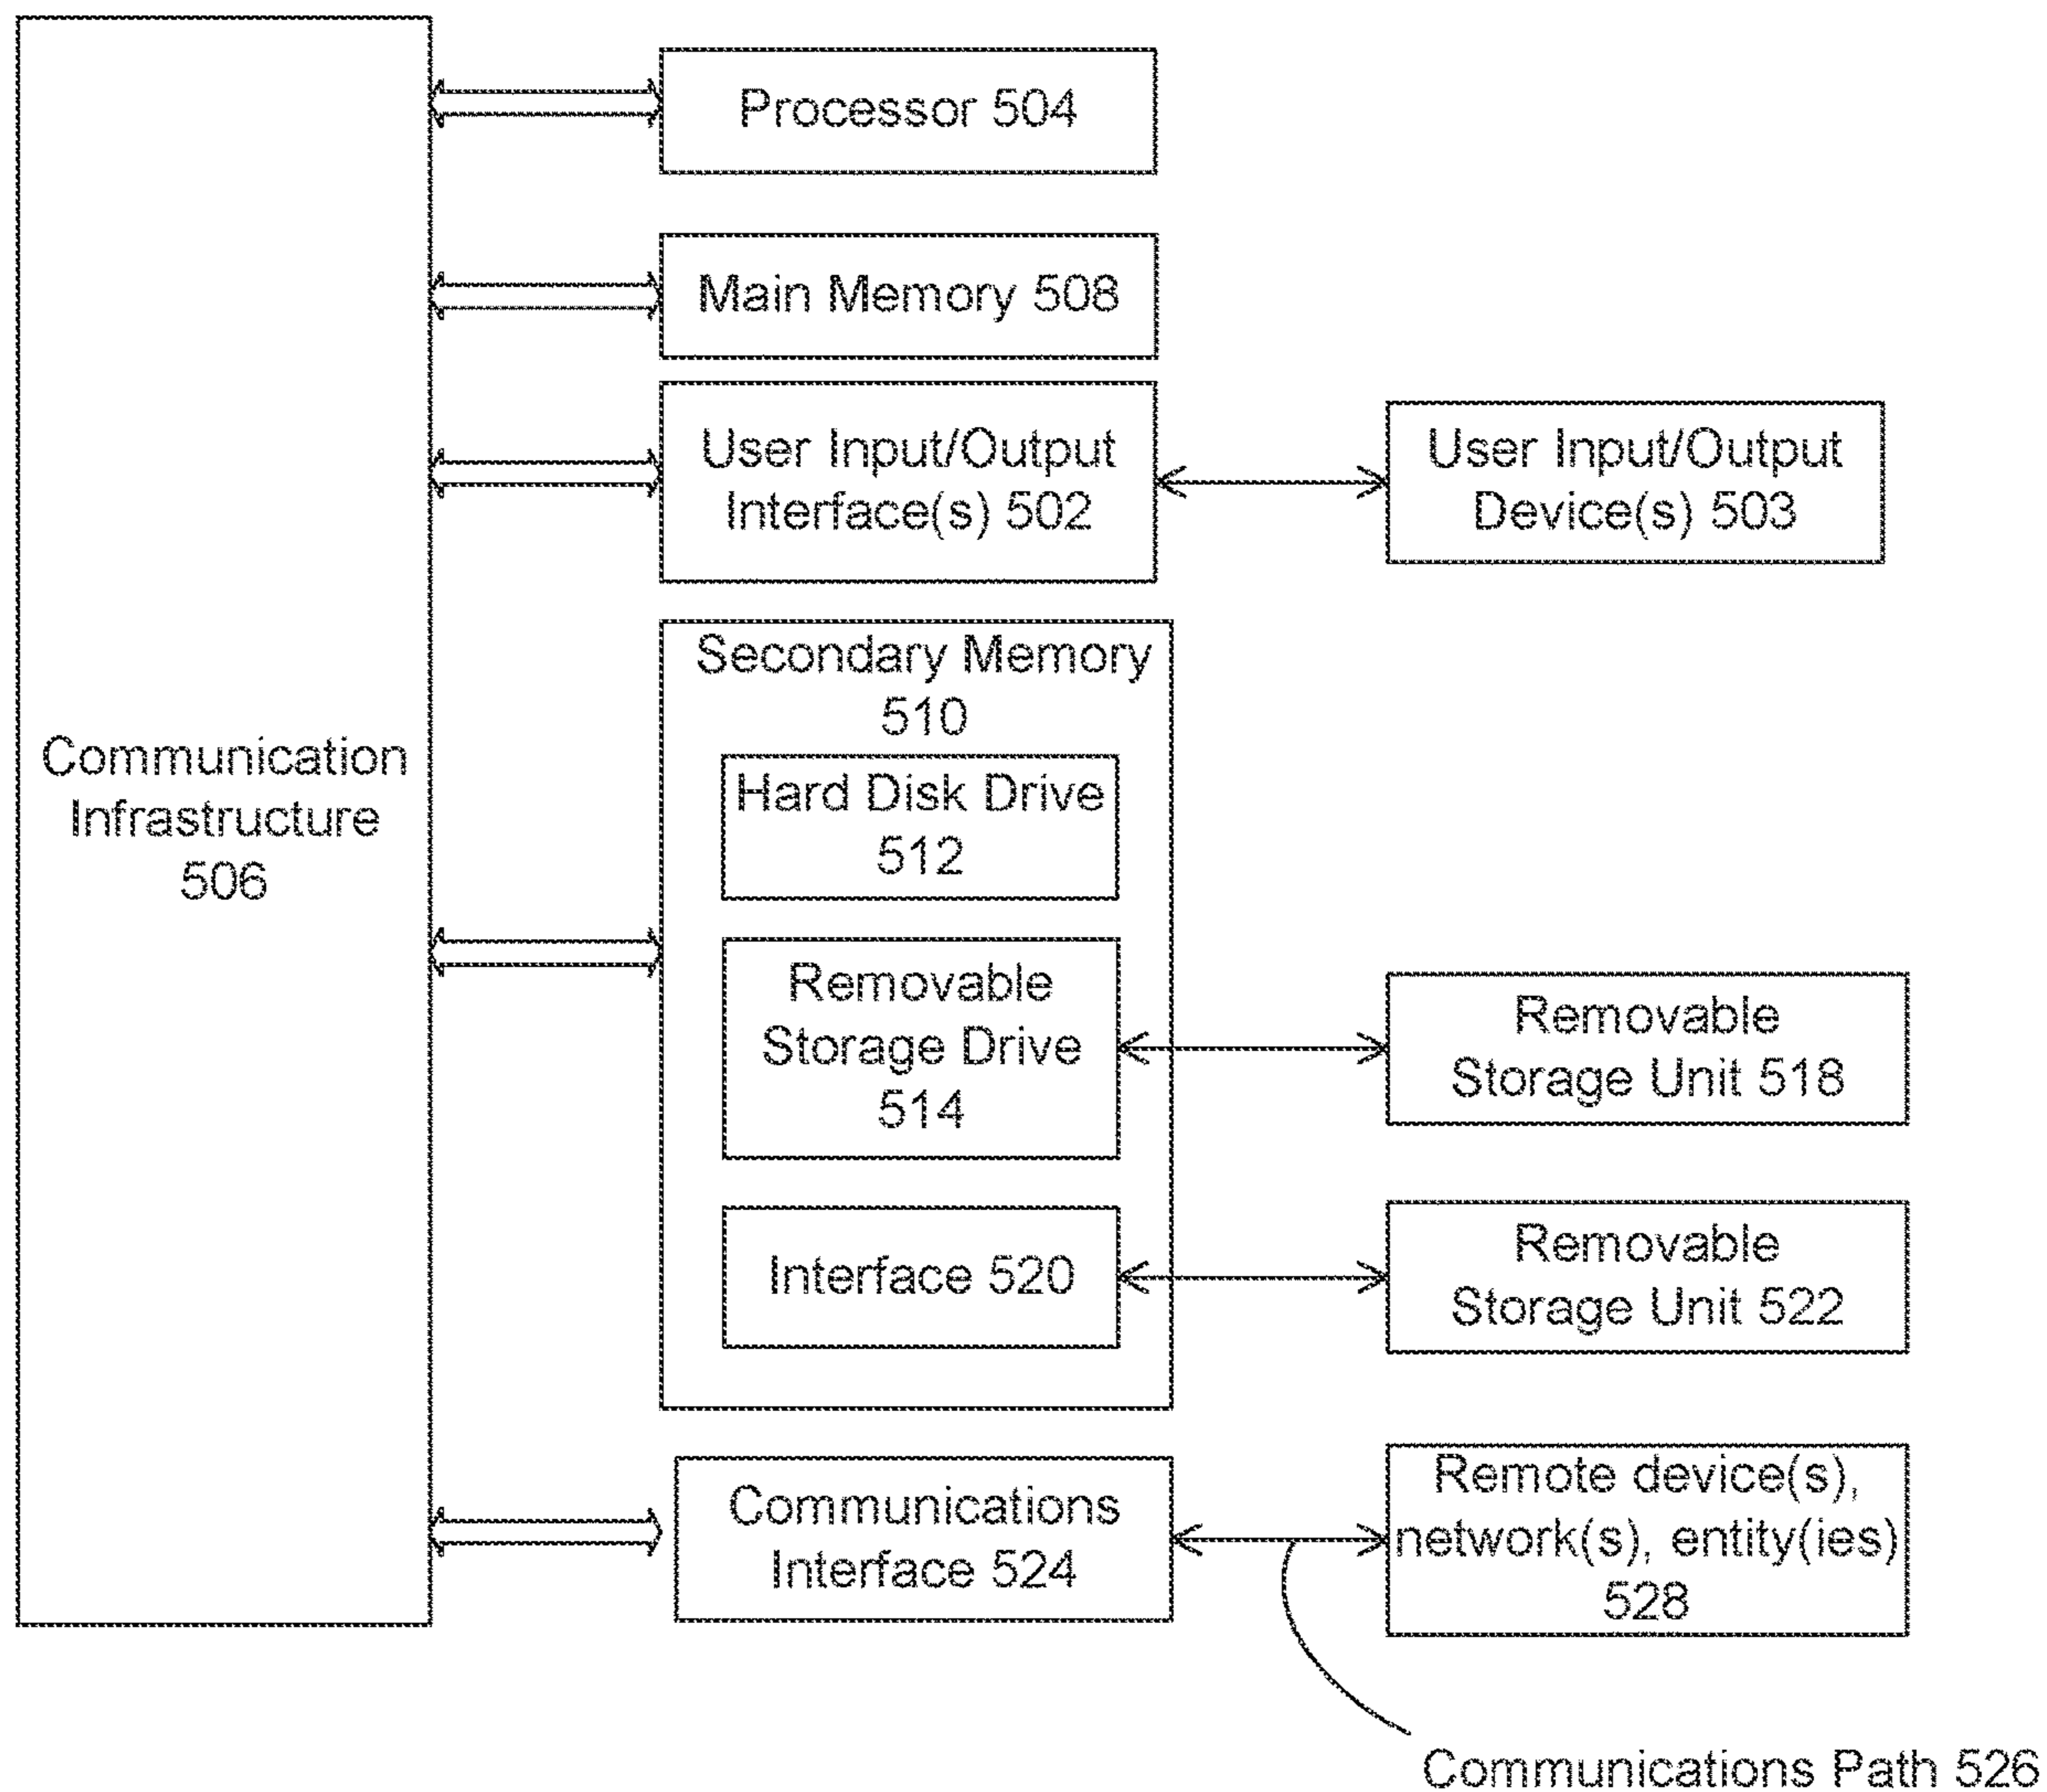 Processor 504
Main Memory 508
User Input/Output
Interface(s) 502
User Input/Output
Device(s) 503
Secondary Memory
510
Hard Disk Drive
512
Communication
Infrastructure
506
Removable
Storage Drive
514
Removable
Storage Unit 518
Interface 520
Removable
Storage Unit 522
Communications
Interface 524
Remote device(s),
network(s), entity(ies)
528
Communications Path 526